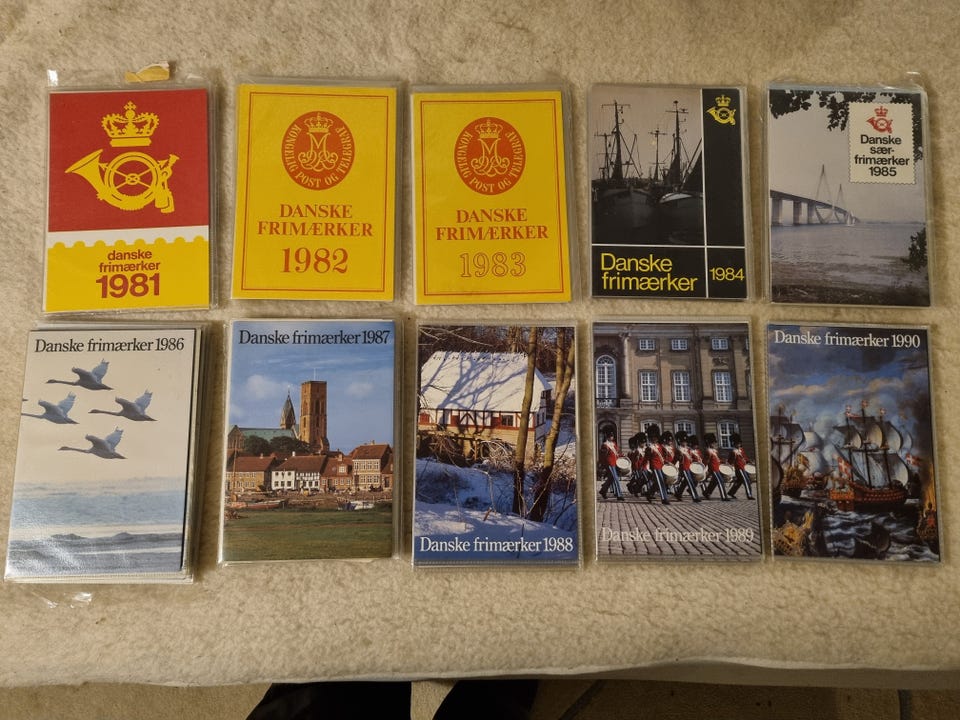 danske
frimærker
1981
KONGELIG POST OG TELEGRAF
DANSKE
FRIMÆRKER
1982
KONGELIG POST OG TELEGRAF
DANSKE
FRIMÆRKER
1983
Danske
frimærker
1984
Danske
sær-
frimærker
1985
Danske frimærker 1986
Danske frimærker 1987
Danske frimærker 1988
Danske frimærker 1989
Danske frimærker 1990